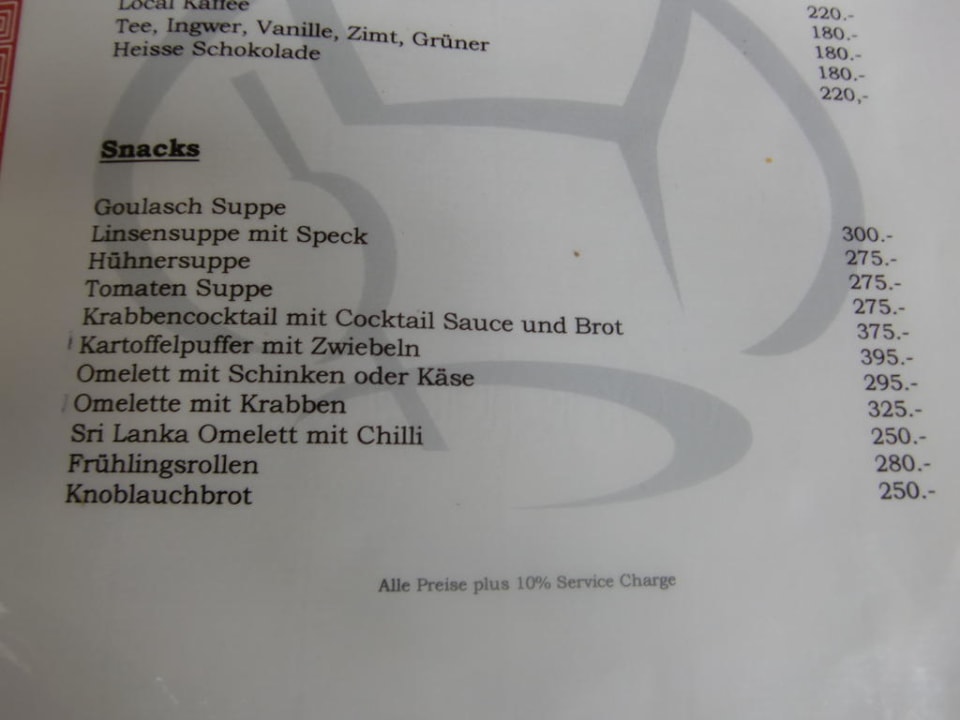 Local Kaffee 220.-
Tee, Ingwer, Vanille, Zimt, Grüner 180.-
Heisse Schokolade 180.-
180.-
220,-
Snacks
Goulasch Suppe 300.-
Linsensuppe mit Speck 275.-
Hühnersuppe 275.-
Tomaten Suppe 275.-
Krabbencocktail mit Cocktail Sauce und Brot 375.-
Kartoffelpuffer mit Zwiebeln 395.-
Omelett mit Schinken oder Käse 295.-
Omelette mit Krabben 325.-
Sri Lanka Omelett mit Chilli 250.-
Frühlingsrollen 280.-
Knoblauchbrot 250.-
Alle Preise plus 10% Service Charge